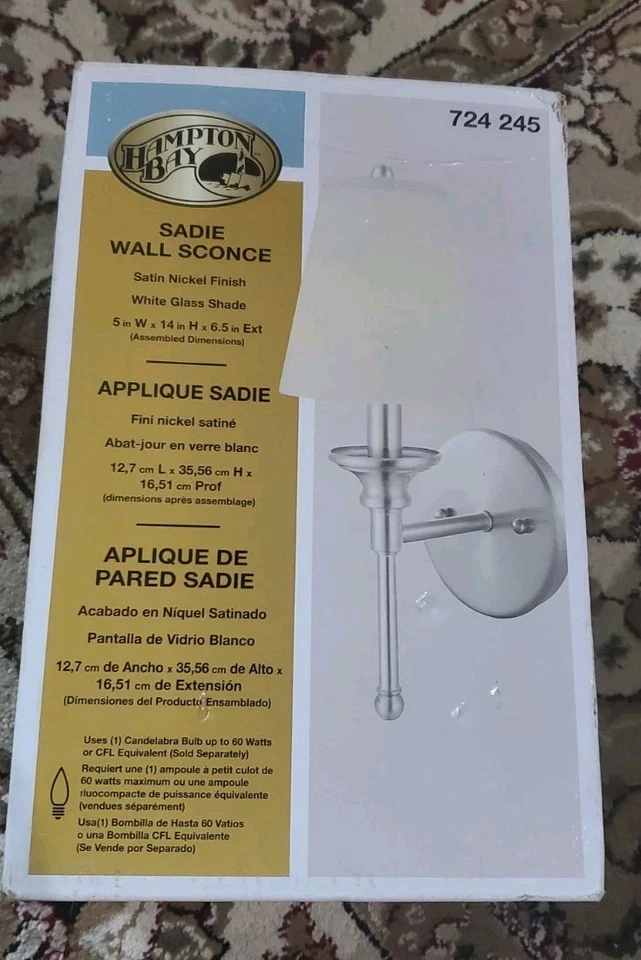 HAMPTON
BAY
724 245
SADIE
WALL SCONCE
Satin Nickel Finish
White Glass Shade
5 in W x 14 in H x 6.5 in Ext
(Assembled Dimensions)
APPLIQUE SADIE
Fini nickel satiné
Abat-jour en verre blanc
12,7 cm L x 35,56 cm H x
16,51 cm Prof
(dimensions après assemblage)
APLIQUE DE
PARED SADIE
Acabado en Níquel Satinado
Pantalla de Vidrio Blanco
12,7 cm de Ancho x 35,56 cm de Alto x
16,51 cm de Extensión
(Dimensiones del Producto Ensamblado)
Uses (1) Candelabra Bulb up to 60 Watts
or CFL Equivalent (Sold Separately)
Requiert une (1) ampoule à petit culot de
60 watts maximum ou une ampoule
fluocompacte de puissance équivalente
(vendues séparément)
Usa(1) Bombilla de Hasta 60 Vatios
o una Bombilla CFL Equivalente
(Se Vende por Separado)